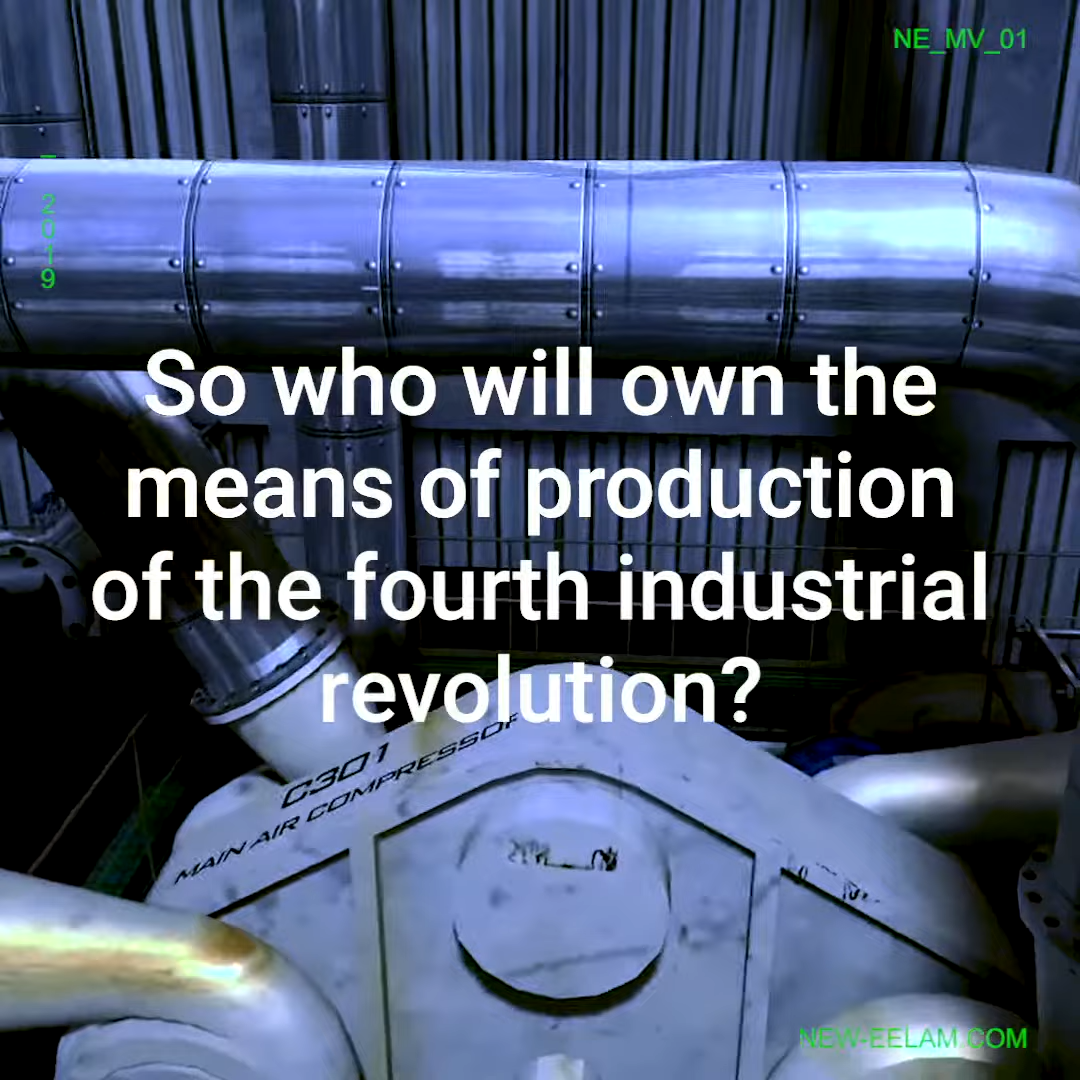 NE_MV_01
2019
So who will own the
means of production
of the fourth industrial
revolution?
C301
MAIN AIR COMPRESSOR
NEW-EELAM.COM